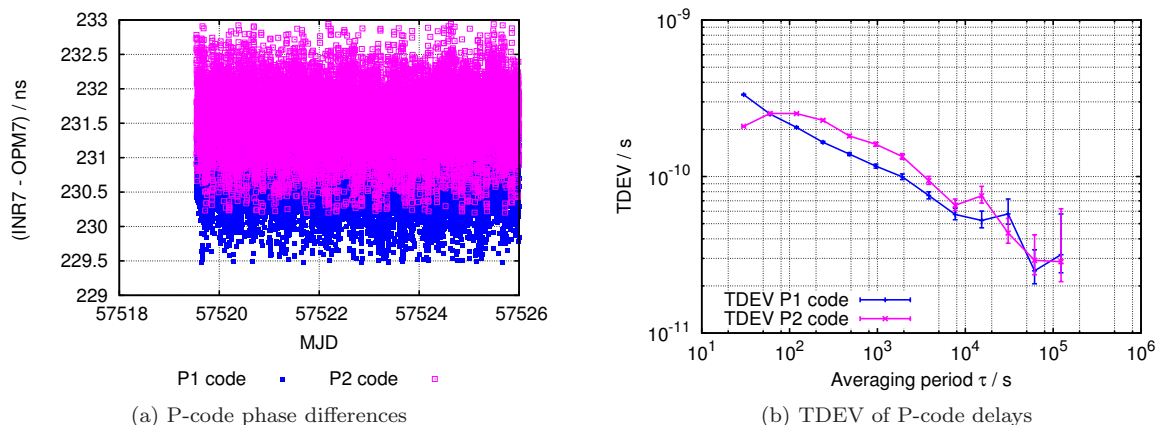 (INR7 - OPM7) / ns
233
232.5
232
231.5
231
230.5
230
229.5
229
57518 57520 57522 57524 57526
MJD
P1 code P2 code
(a) P-code phase differences
TDEV / s
10^-9
10^-10
10^-11
TDEV P1 code
TDEV P2 code
10^1 10^2 10^3 10^4 10^5 10^6
Averaging period τ / s
(b) TDEV of P-code delays